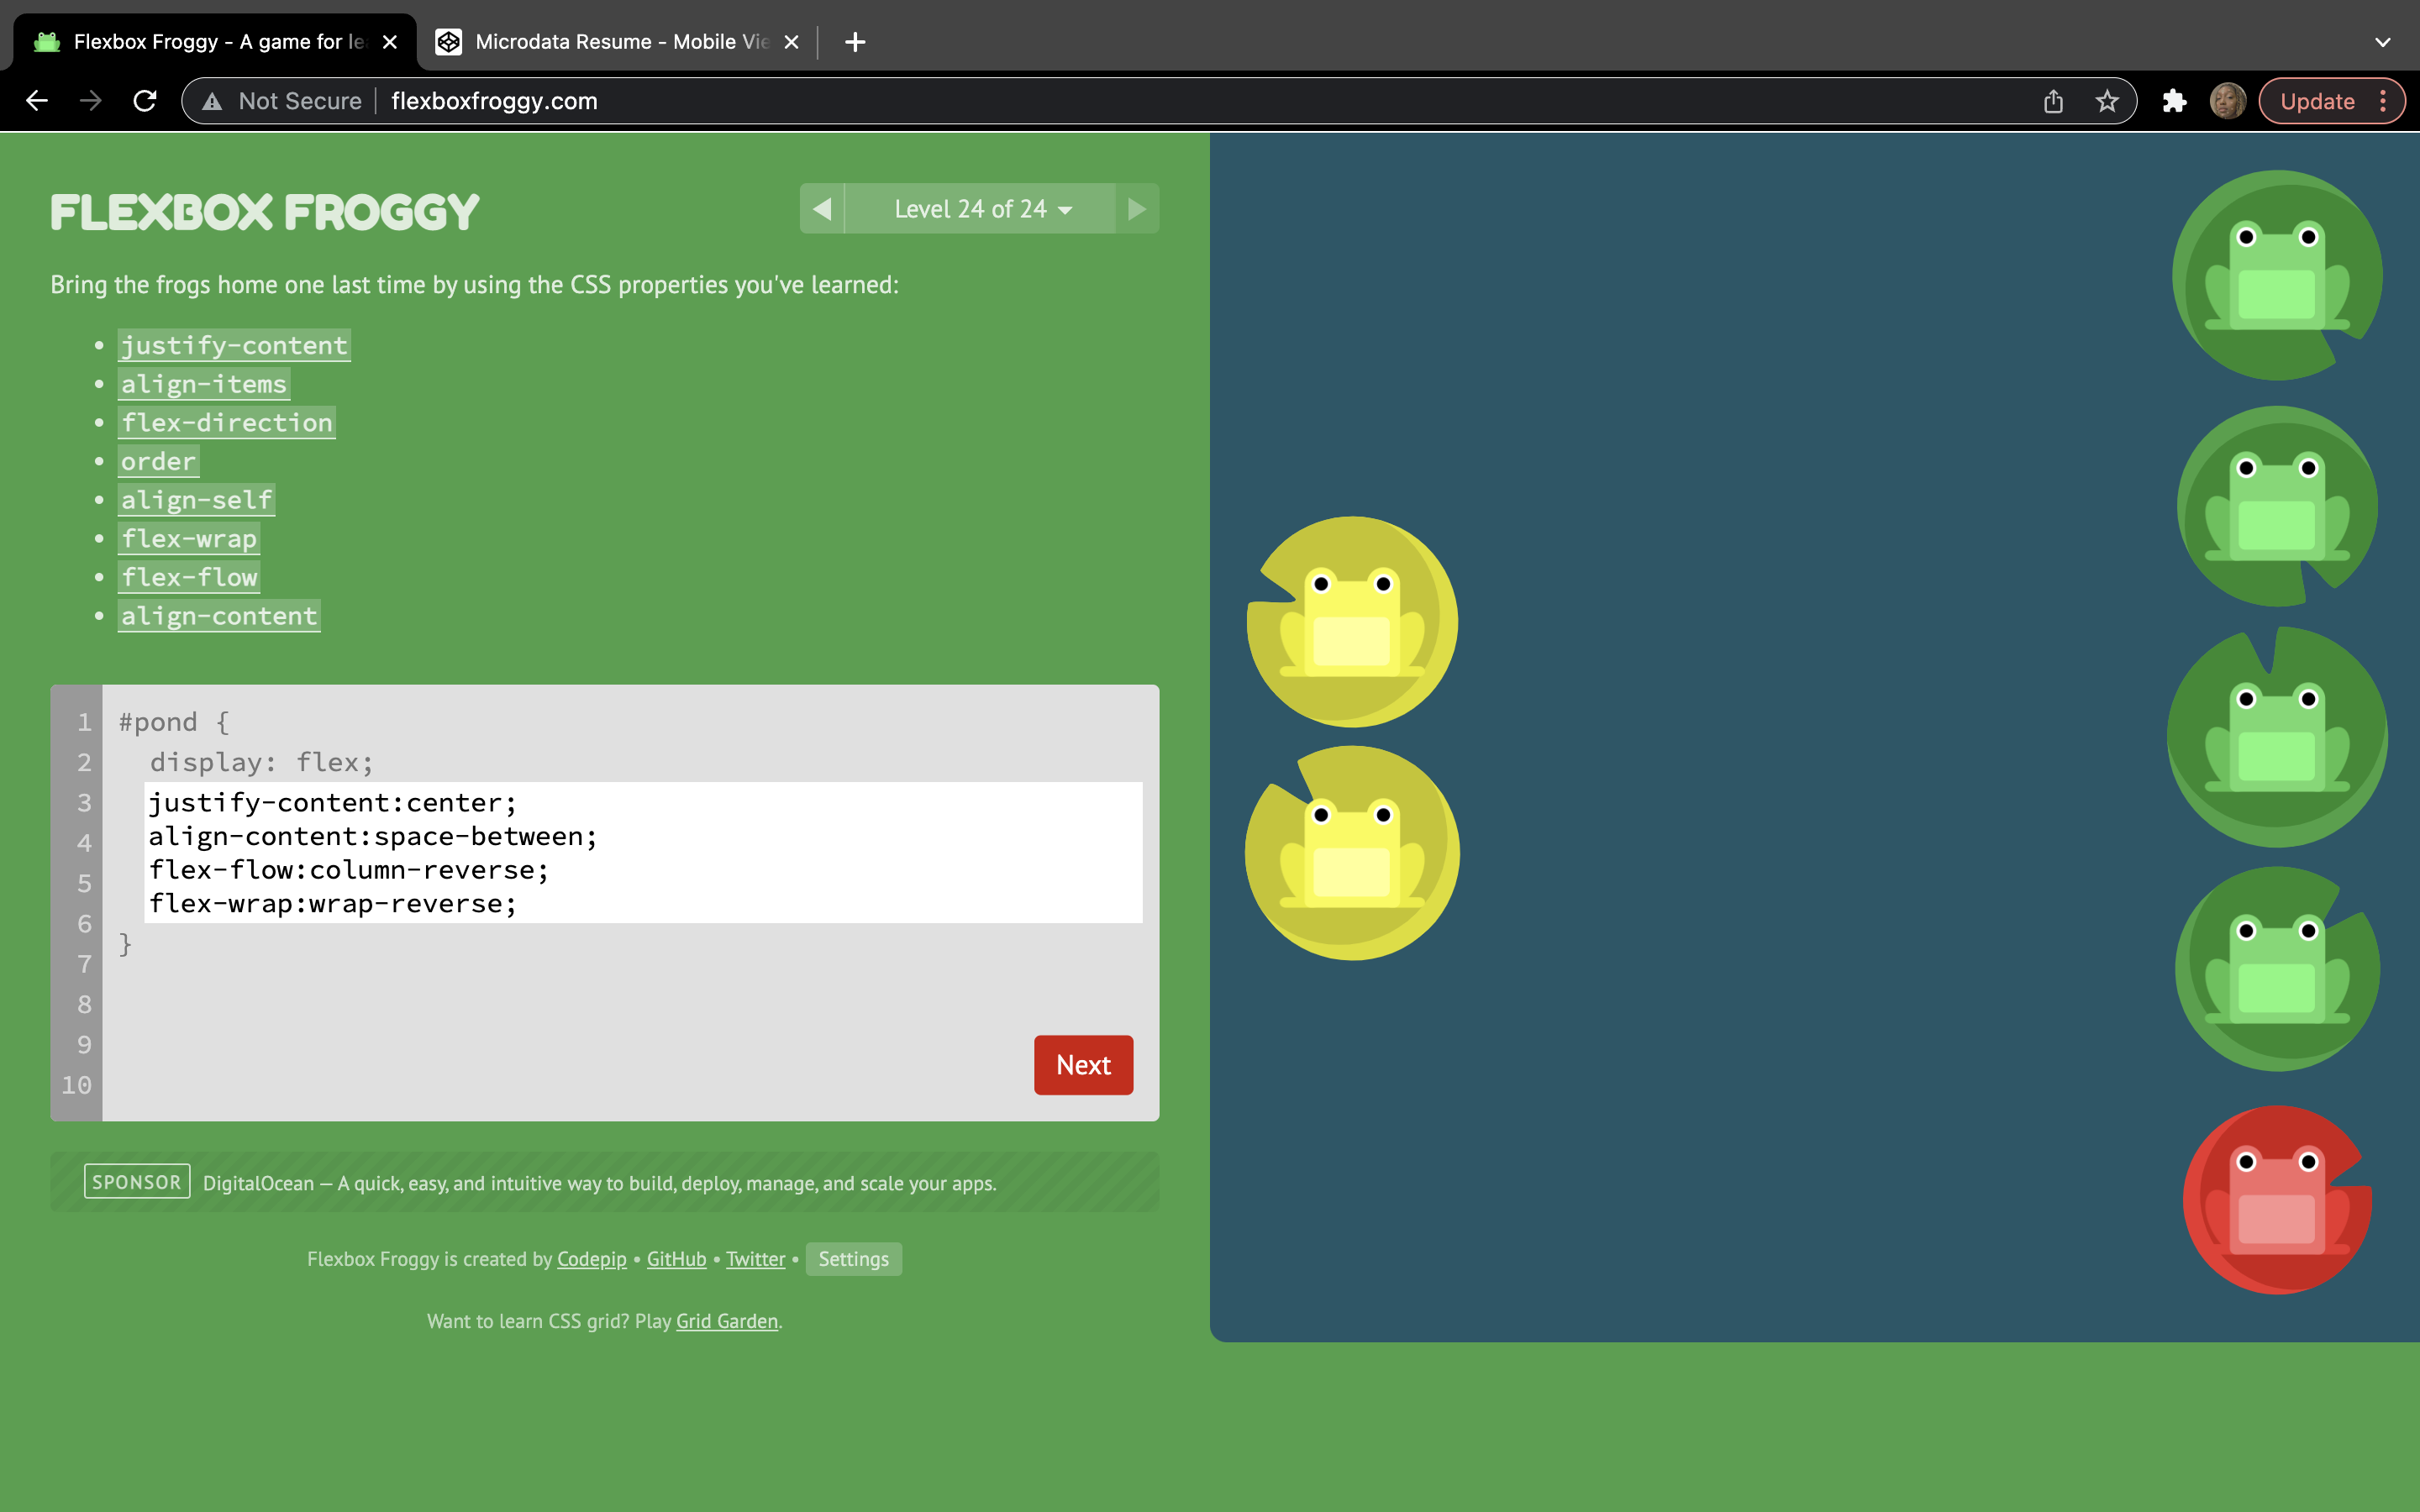 Flexbox Froggy - A game for le
Microdata Resume - Mobile Vie
Not Secure
flexboxfroggy.com
Update
FLEXBOX FROGGY
Level 24 of 24
Bring the frogs home one last time by using the CSS properties you've learned:
• justify-content
• align-items
• flex-direction
• order
• align-self
• flex-wrap
• flex-flow
• align-content
1 #pond {
2 display: flex;
3 justify-content:center;
4 align-content:space-between;
5 flex-flow:column-reverse;
6 flex-wrap:wrap-reverse;
7 }
8
9
10
Next
SPONSOR DigitalOcean — A quick, easy, and intuitive way to build, deploy, manage, and scale your apps.
Flexbox Froggy is created by Codepip • GitHub • Twitter • Settings
Want to learn CSS grid? Play Grid Garden.